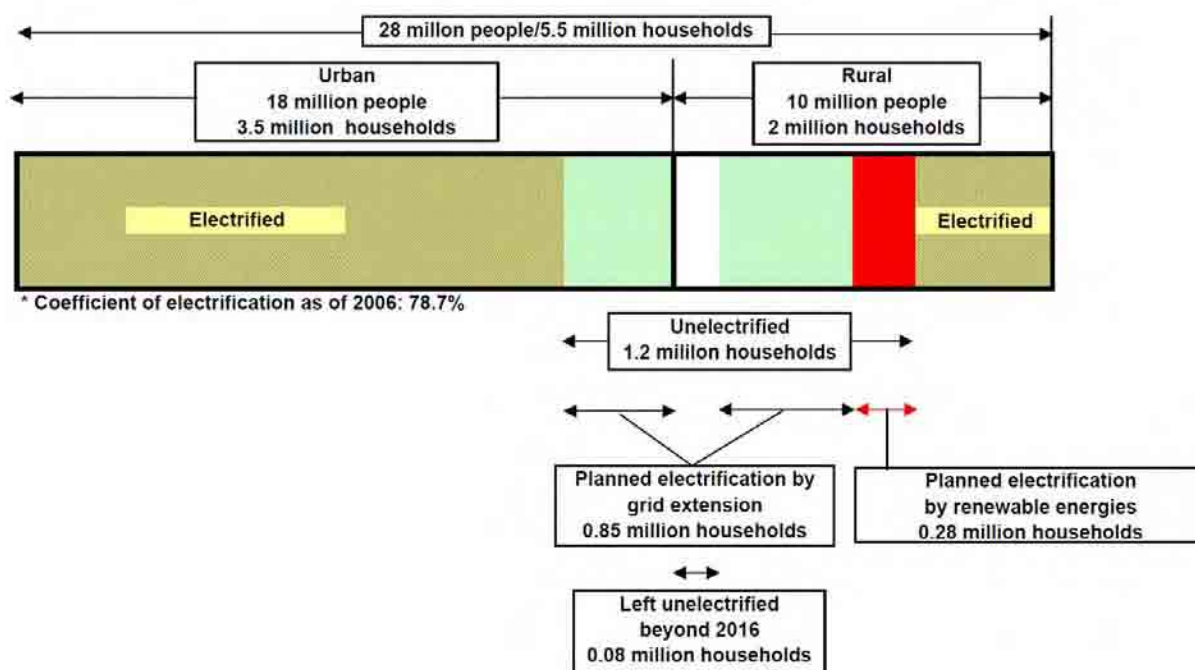 28 millon people/5.5 million households
Urban
18 million people
3.5 million households
Rural
10 million people
2 million households
Electrified
Electrified
* Coefficient of electrification as of 2006: 78.7%
Unelectrified
1.2 mililon households
Planned electrification by
grid extension
0.85 million households
Planned electrification
by renewable energies
0.28 million households
Left unelectrified
beyond 2016
0.08 million households